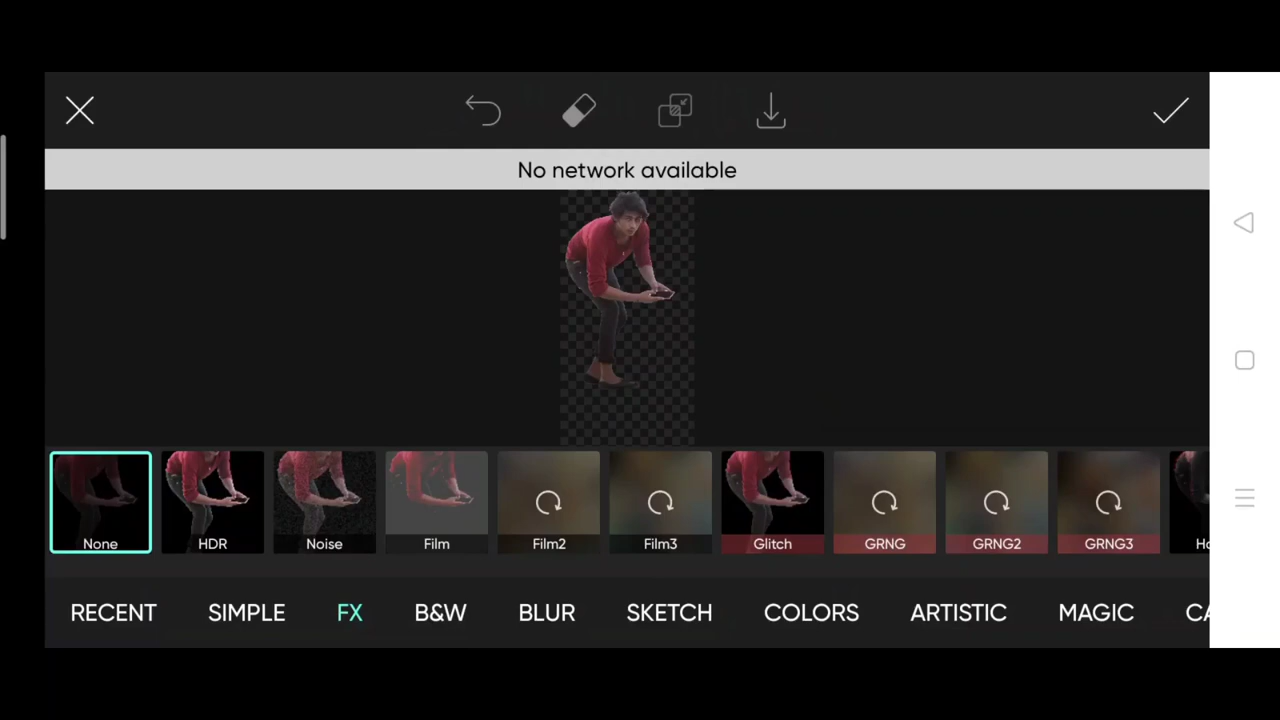 No network available
None HDR Noise Film Film2 Film3 Glitch GRNG GRNG2 GRNG3
RECENT SIMPLE FX B&W BLUR SKETCH COLORS ARTISTIC MAGIC